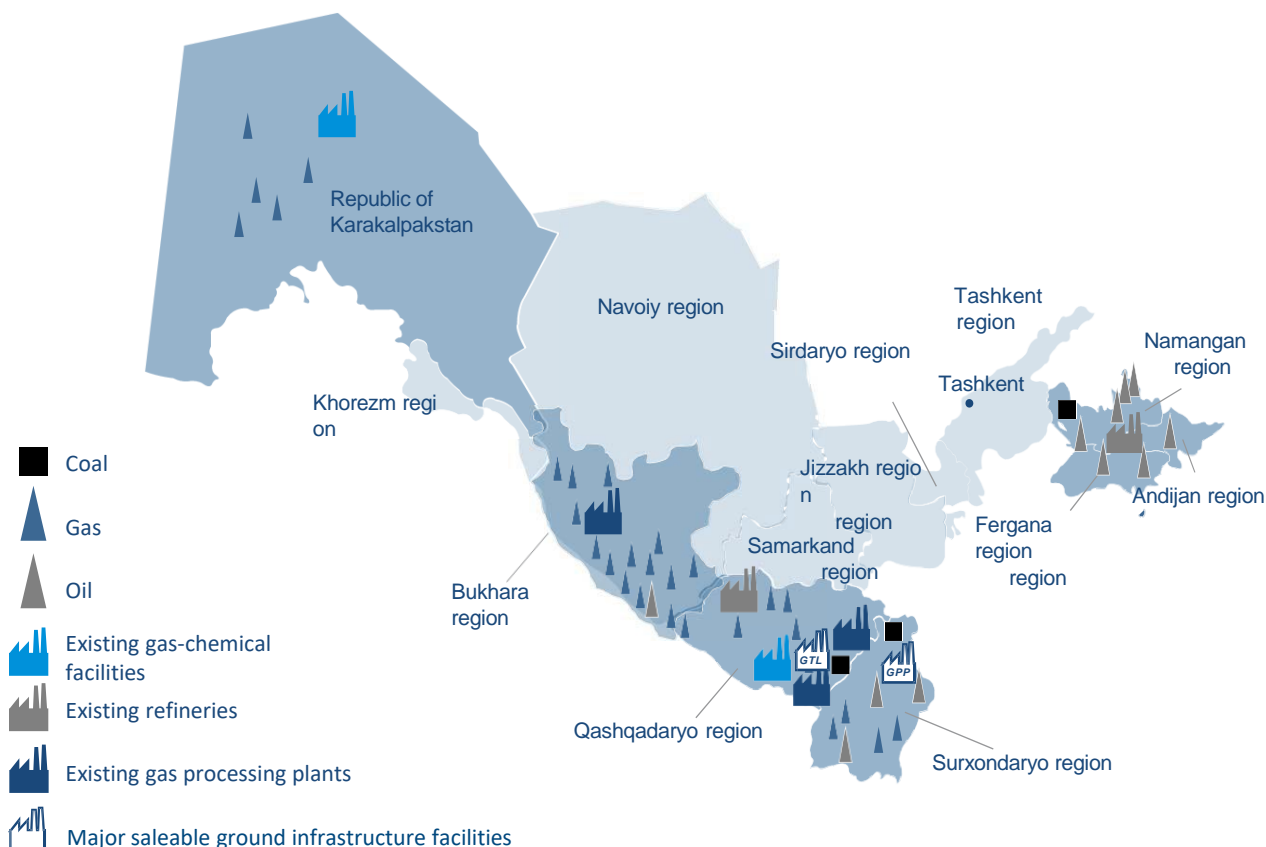 Republic of
Karakalpakstan
Navoiy region
Tashkent
region
Sirdaryo region
Namangan
region
Tashkent
Khorezm regi
on
Coal
Jizzakh regio
n
Andijan region
Gas
region
Fergana
region
region
Samarkand
region
Oil
Bukhara
region
Existing gas-chemical
facilities
GTL
GPP
Existing refineries
Qashqadaryo region
Surxondaryo region
Existing gas processing plants
Major saleable ground infrastructure facilities